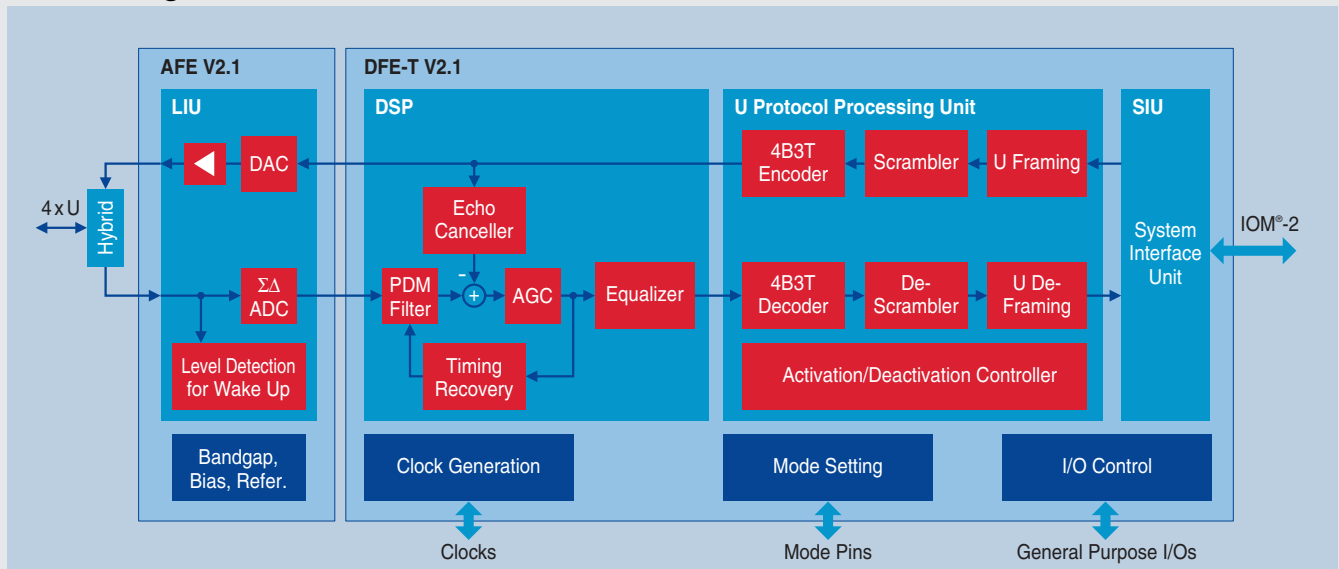 AFE V2.1
DFE-T V2.1
LIU
DSP
U Protocol Processing Unit
SIU
DAC
4B3T
Encoder
Scrambler
U Framing
Echo
Canceller
4 x U
Hybrid
-
+
ΣΔ
ADC
PDM
Filter
AGC
Equalizer
4B3T
Decoder
De-
Scrambler
U De-
Framing
System
Interface
Unit
IOM®-2
Level Detection
for Wake Up
Timing
Recovery
Activation/Deactivation Controller
Bandgap,
Bias, Refer.
Clock Generation
Mode Setting
I/O Control
Clocks
Mode Pins
General Purpose I/Os